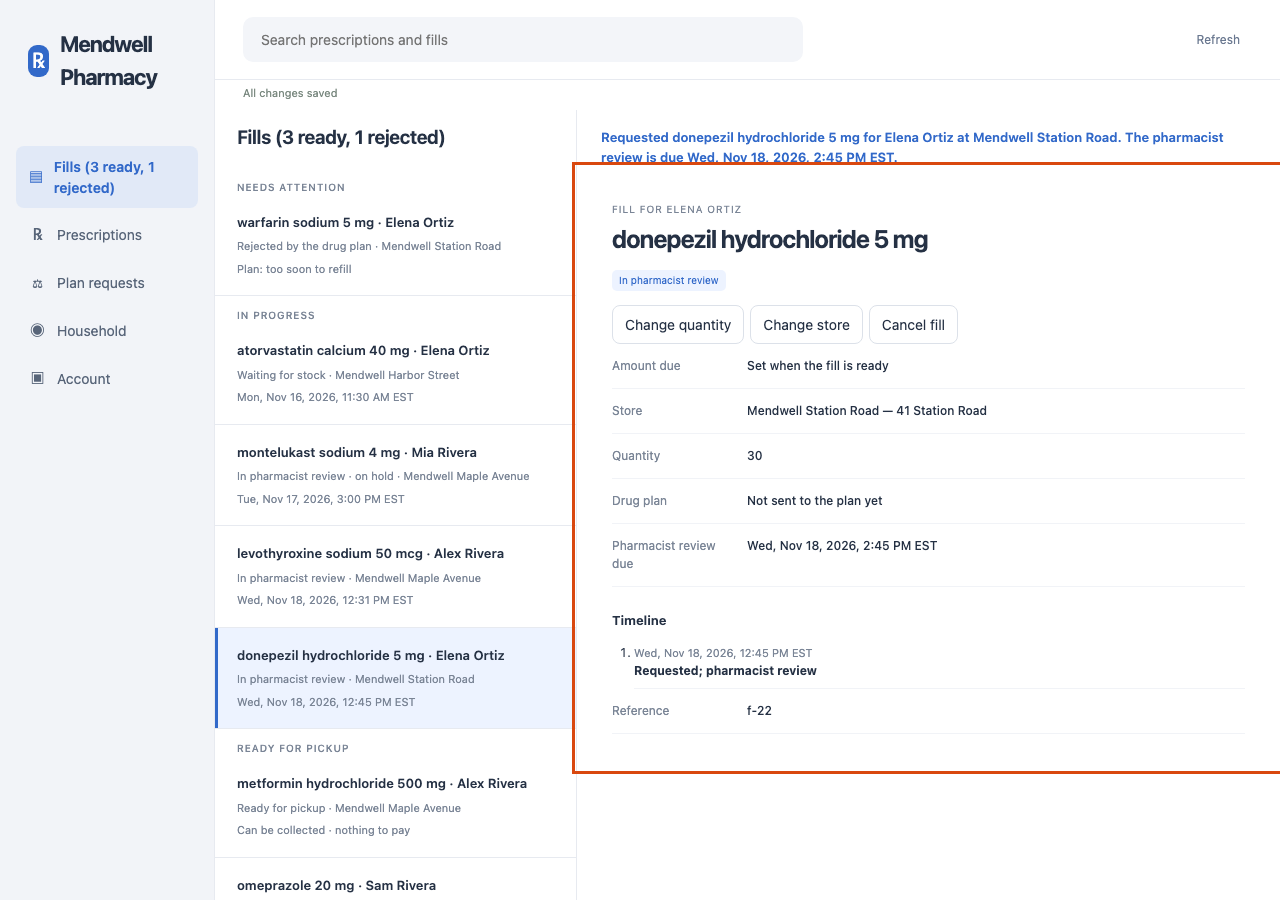 Mendwell
Pharmacy
Search prescriptions and fills
Refresh
All changes saved
Fills (3 ready, 1
rejected)
Prescriptions
Plan requests
Household
Account
Fills (3 ready, 1 rejected)
NEEDS ATTENTION
warfarin sodium 5 mg · Elena Ortiz
Rejected by the drug plan · Mendwell Station Road
Plan: too soon to refill
IN PROGRESS
atorvastatin calcium 40 mg · Elena Ortiz
Waiting for stock · Mendwell Harbor Street
Mon, Nov 16, 2026, 11:30 AM EST
montelukast sodium 4 mg · Mia Rivera
In pharmacist review · on hold · Mendwell Maple Avenue
Tue, Nov 17, 2026, 3:00 PM EST
levothyroxine sodium 50 mcg · Alex Rivera
In pharmacist review · Mendwell Maple Avenue
Wed, Nov 18, 2026, 12:31 PM EST
donepezil hydrochloride 5 mg · Elena Ortiz
In pharmacist review · Mendwell Station Road
Wed, Nov 18, 2026, 12:45 PM EST
READY FOR PICKUP
metformin hydrochloride 500 mg · Alex Rivera
Ready for pickup · Mendwell Maple Avenue
Can be collected · nothing to pay
omeprazole 20 mg · Sam Rivera
Requested donepezil hydrochloride 5 mg for Elena Ortiz at Mendwell Station Road. The pharmacist
review is due Wed, Nov 18, 2026, 2:45 PM EST.
FILL FOR ELENA ORTIZ
donepezil hydrochloride 5 mg
In pharmacist review
Change quantity
Change store
Cancel fill
Amount due Set when the fill is ready
Store Mendwell Station Road — 41 Station Road
Quantity 30
Drug plan Not sent to the plan yet
Pharmacist review Wed, Nov 18, 2026, 2:45 PM EST
due
Timeline
1. Wed, Nov 18, 2026, 12:45 PM EST
Requested; pharmacist review
Reference f-22